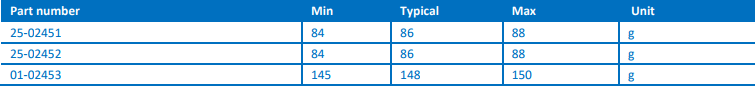 Part number Min Typical Max Unit
25-02451 84 86 88 g
25-02452 84 86 88 g
01-02453 145 148 150 g